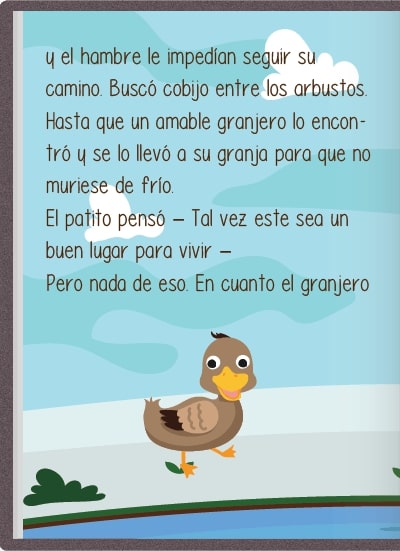 y el hambre le impedían seguir su
camino. Buscó cobijo entre los arbustos.
Hasta que un amable granjero lo encon-
tró y se lo llevó a su granja para que no
muriese de frío.
El patito pensó – Tal vez este sea un
buen lugar para vivir –
Pero nada de eso. En cuanto el granjero